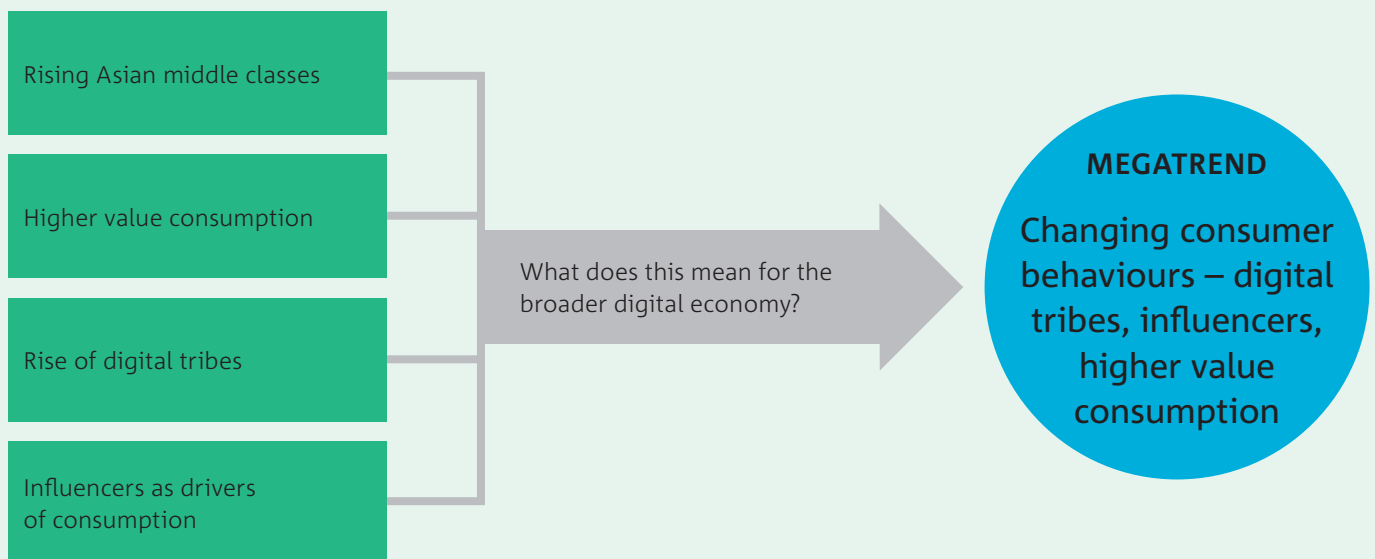 Rising Asian middle classes
Higher value consumption
Rise of digital tribes
Influencers as drivers
of consumption
What does this mean for the
broader digital economy?
MEGATREND
Changing consumer
behaviours – digital
tribes, influencers,
higher value
consumption